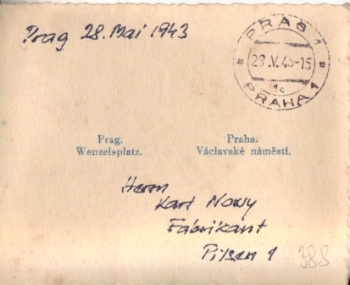 Prag 28. Mai 1943
PRAG 1
28.V.43-15
1c
PRAHA 1
Prag.
Wenzelsplatz.
Praha.
Václavské náměstí.
Herrn
Karl Nowy
Fabrikant
Pilsen 1
388